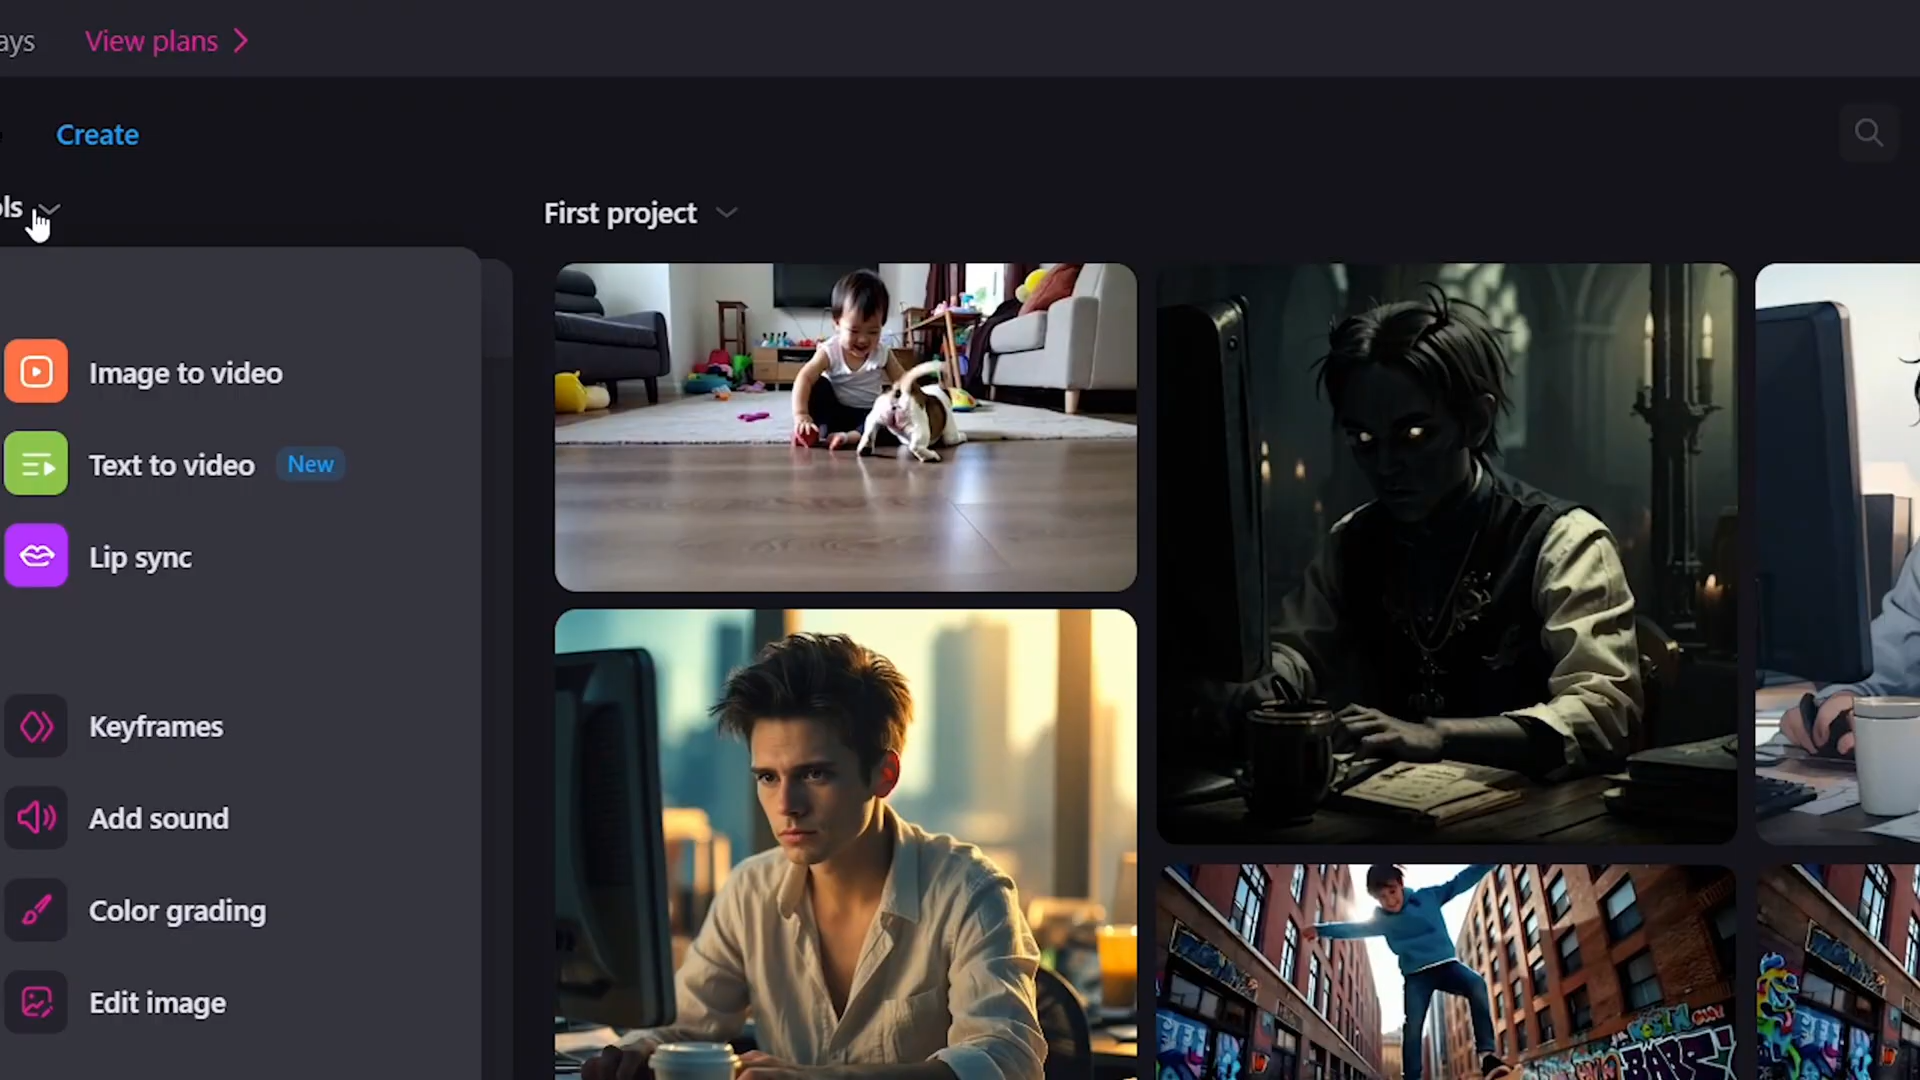 ays View plans
Create
ls
First project
Image to video
Text to video New
Lip sync
Keyframes
Add sound
Color grading
Edit image
BABE